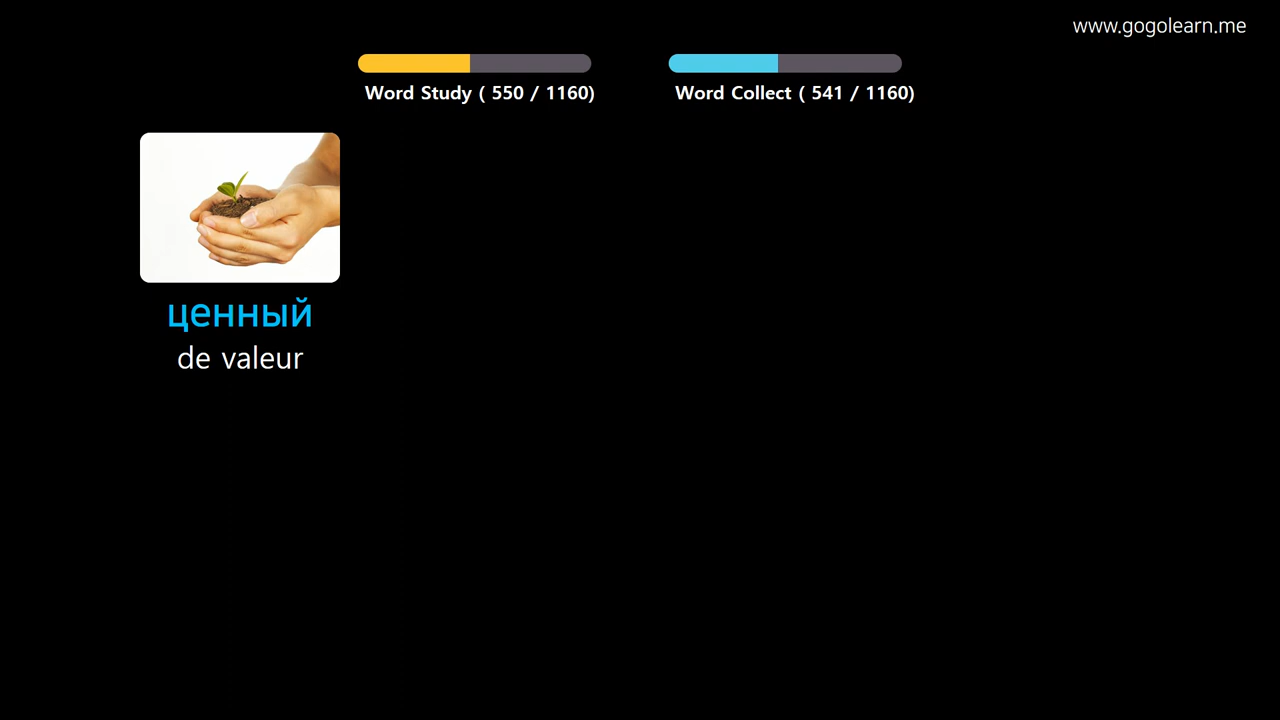 www.gogolearn.me
Word Study ( 550 / 1160)
Word Collect ( 541 / 1160)
ценный
de valeur